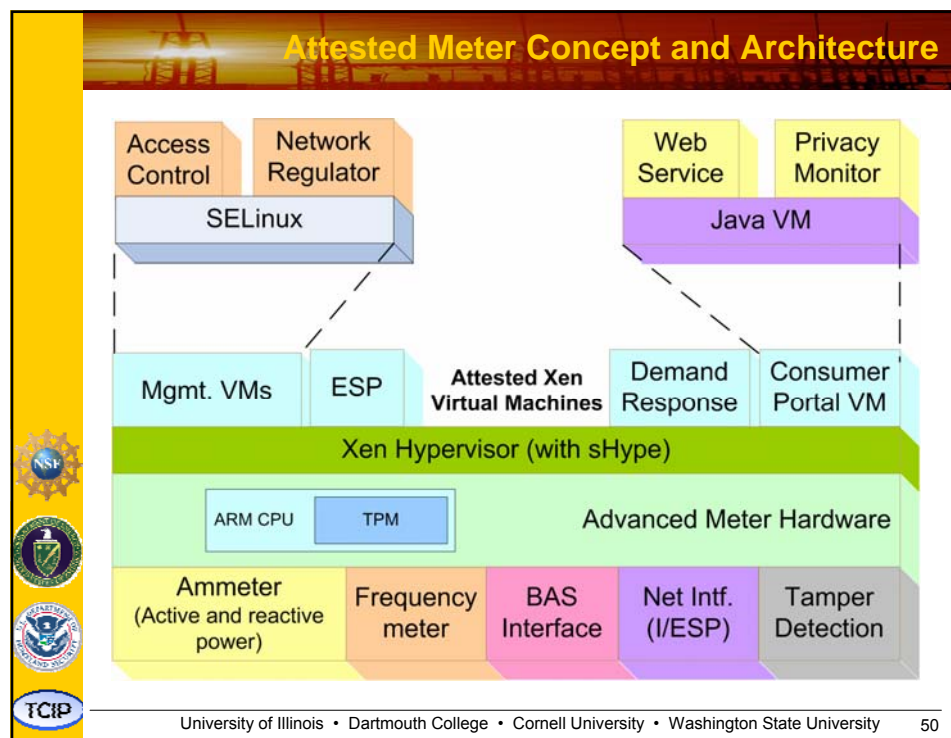 Attested Meter Concept and Architecture
Access
Control
Network
Regulator
SELinux
Web
Service
Privacy
Monitor
Java VM
Mgmt. VMs
ESP
Attested Xen
Virtual Machines
Demand
Response
Consumer
Portal VM
Xen Hypervisor (with sHype)
ARM CPU
TPM
Advanced Meter Hardware
Ammeter
(Active and reactive
power)
Frequency
meter
BAS
Interface
Net Intf.
(I/ESP)
Tamper
Detection
NSF
TCIP
University of Illinois • Dartmouth College • Cornell University • Washington State University
50